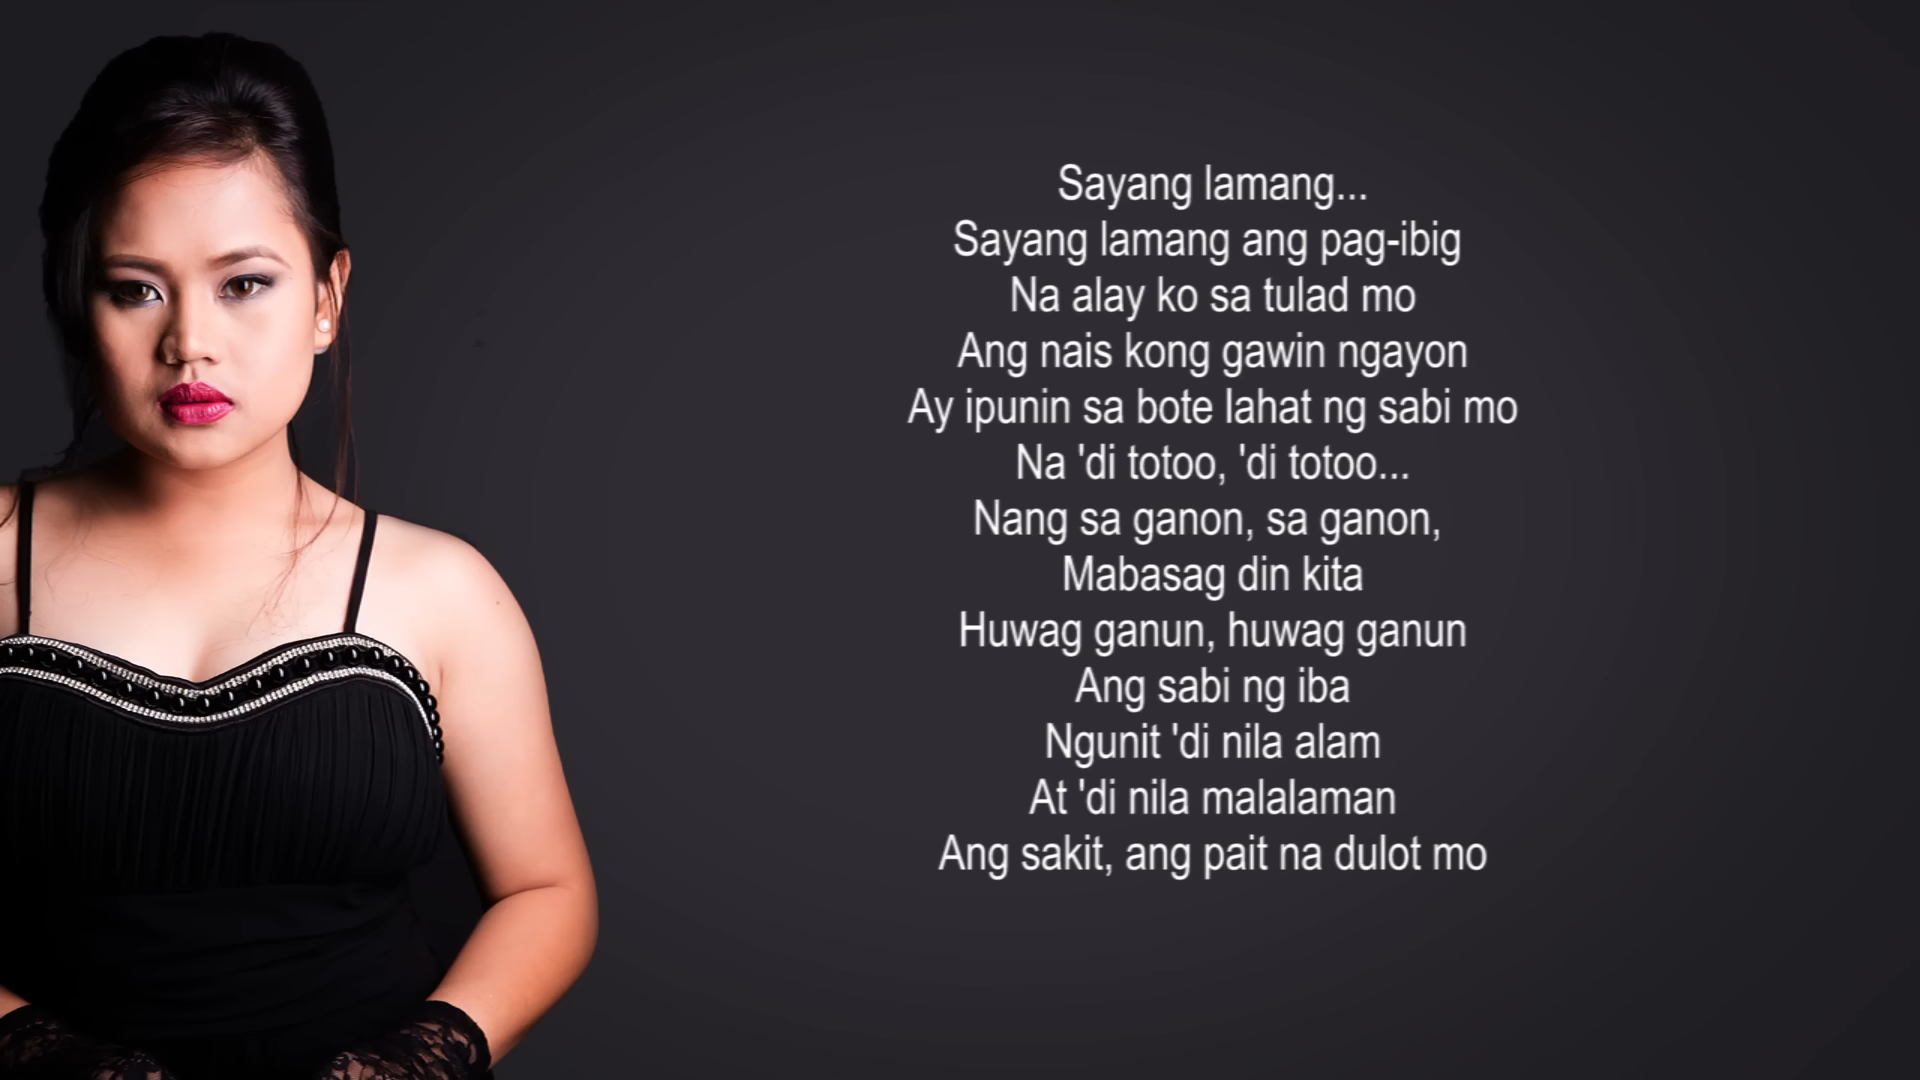 Sayang lamang...
Sayang lamang ang pag-ibig
Na alay ko sa tulad mo
Ang nais kong gawin ngayon
Ay ipunin sa bote lahat ng sabi mo
Na 'di totoo, 'di totoo...
Nang sa ganon, sa ganon,
Mabasag din kita
Huwag ganun, huwag ganun
Ang sabi ng iba
Ngunit 'di nila alam
At 'di nila malalaman
Ang sakit, ang pait na dulot mo